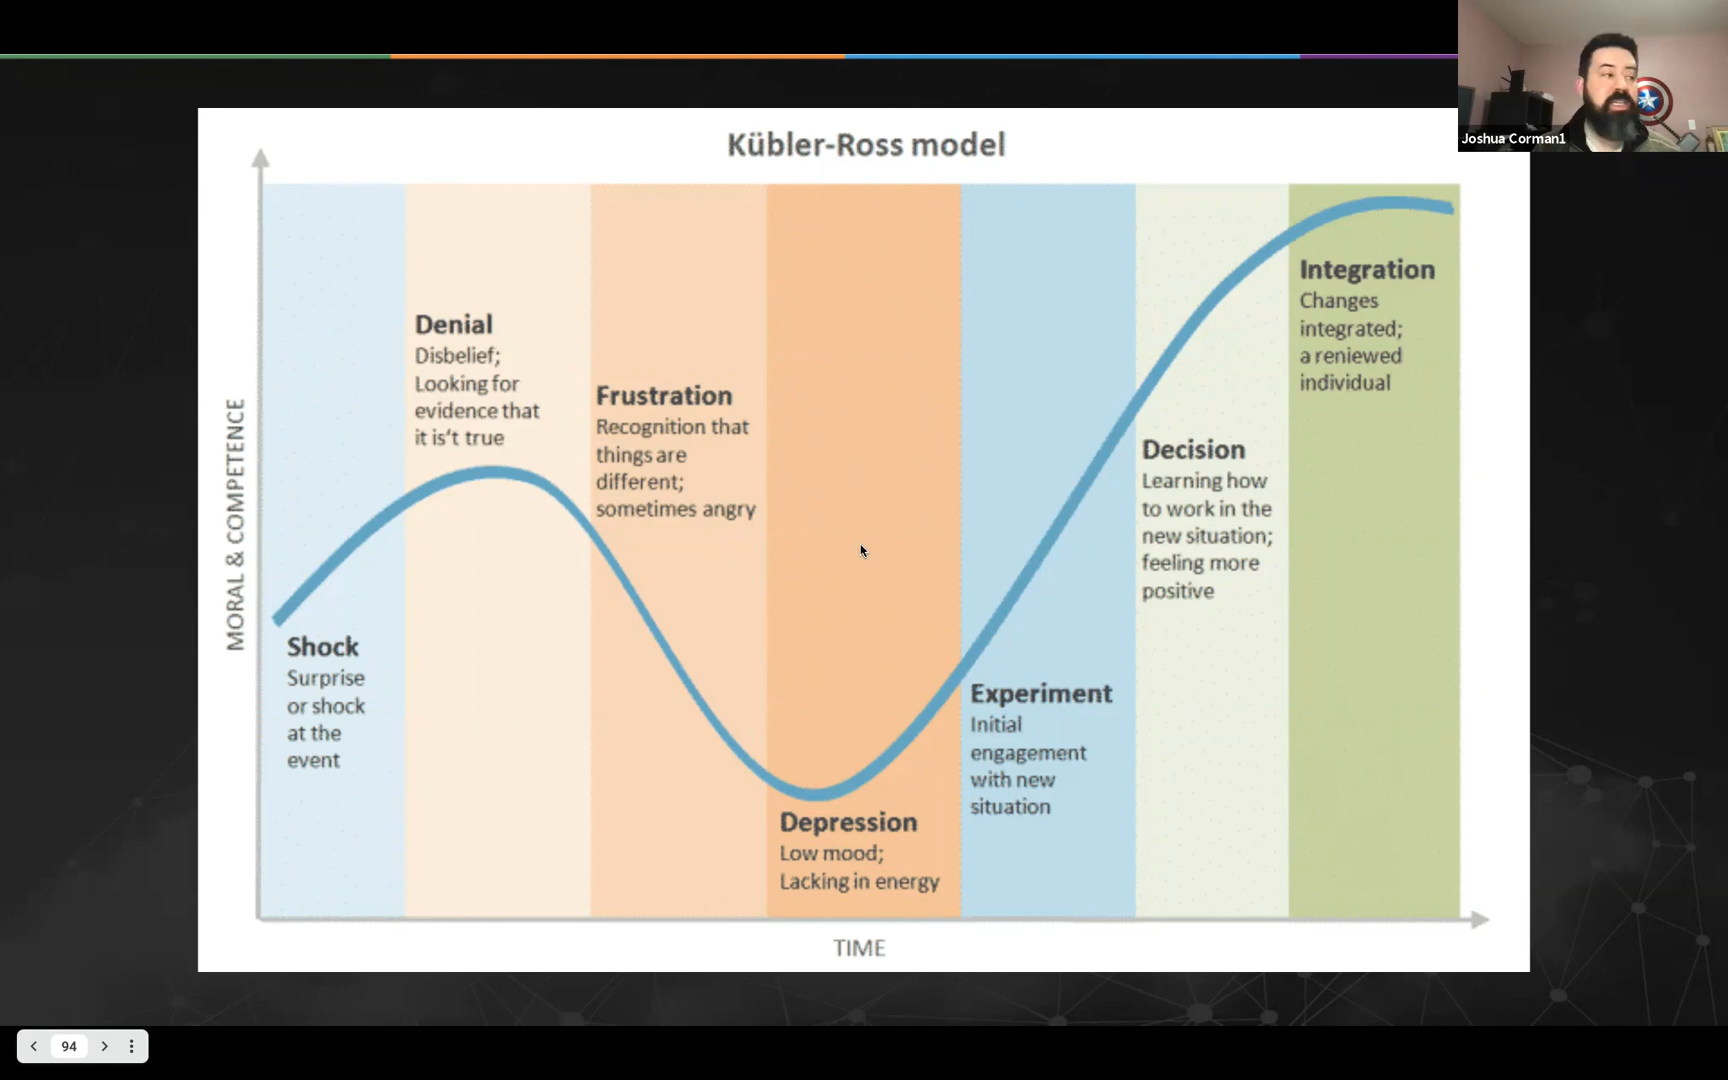 Joshua Corman1
Kübler-Ross model
MORAL & COMPETENCE
Shock
Surprise
or shock
at the
event
Denial
Disbelief;
Looking for
evidence that
it is't true
Frustration
Recognition that
things are
different;
sometimes angry
Depression
Low mood;
Lacking in energy
Experiment
Initial
engagement
with new
situation
Decision
Learning how
to work in the
new situation;
feeling more
positive
Integration
Changes
integrated;
a reniewed
individual
TIME
94